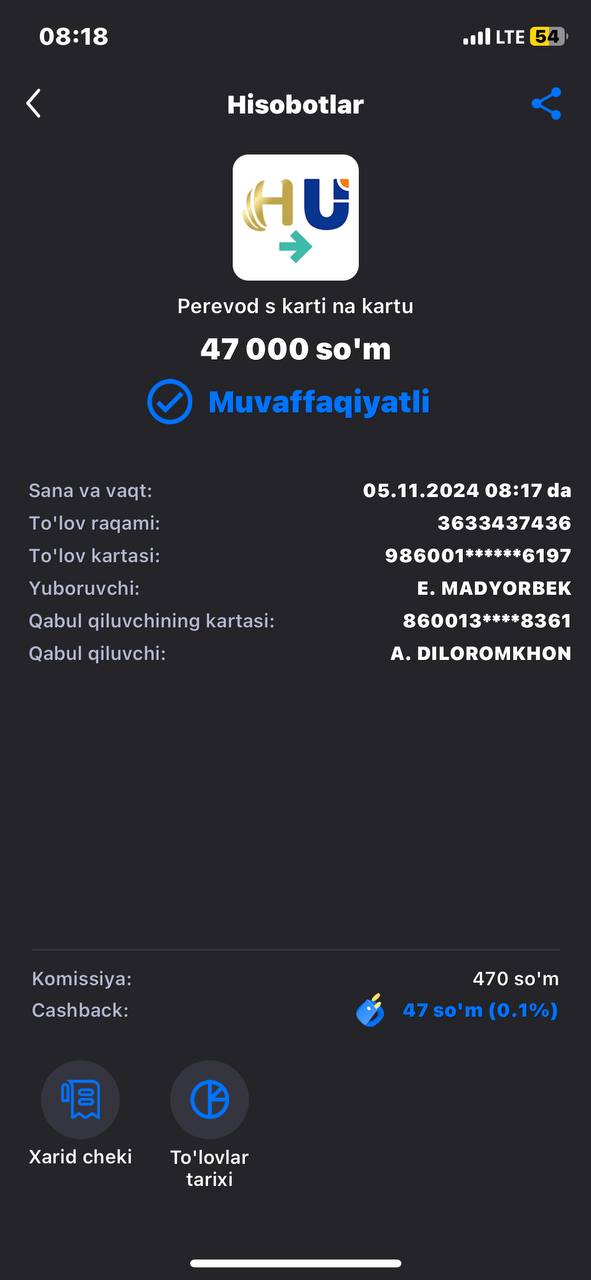 08:18
LTE 54
Hisobotlar
HU
Perevod s karti na kartu
47 000 so'm
Muvaffaqiyatli
Sana va vaqt: 05.11.2024 08:17 da
To'lov raqami: 3633437436
To'lov kartasi: 986001******6197
Yuboruvchi: E. MADYORBEK
Qabul qiluvchining kartasi: 860013****8361
Qabul qiluvchi: A. DILOROMKHON
Komissiya: 470 so'm
Cashback: 47 so'm (0.1%)
Xarid cheki
To'lovlar
tarixi